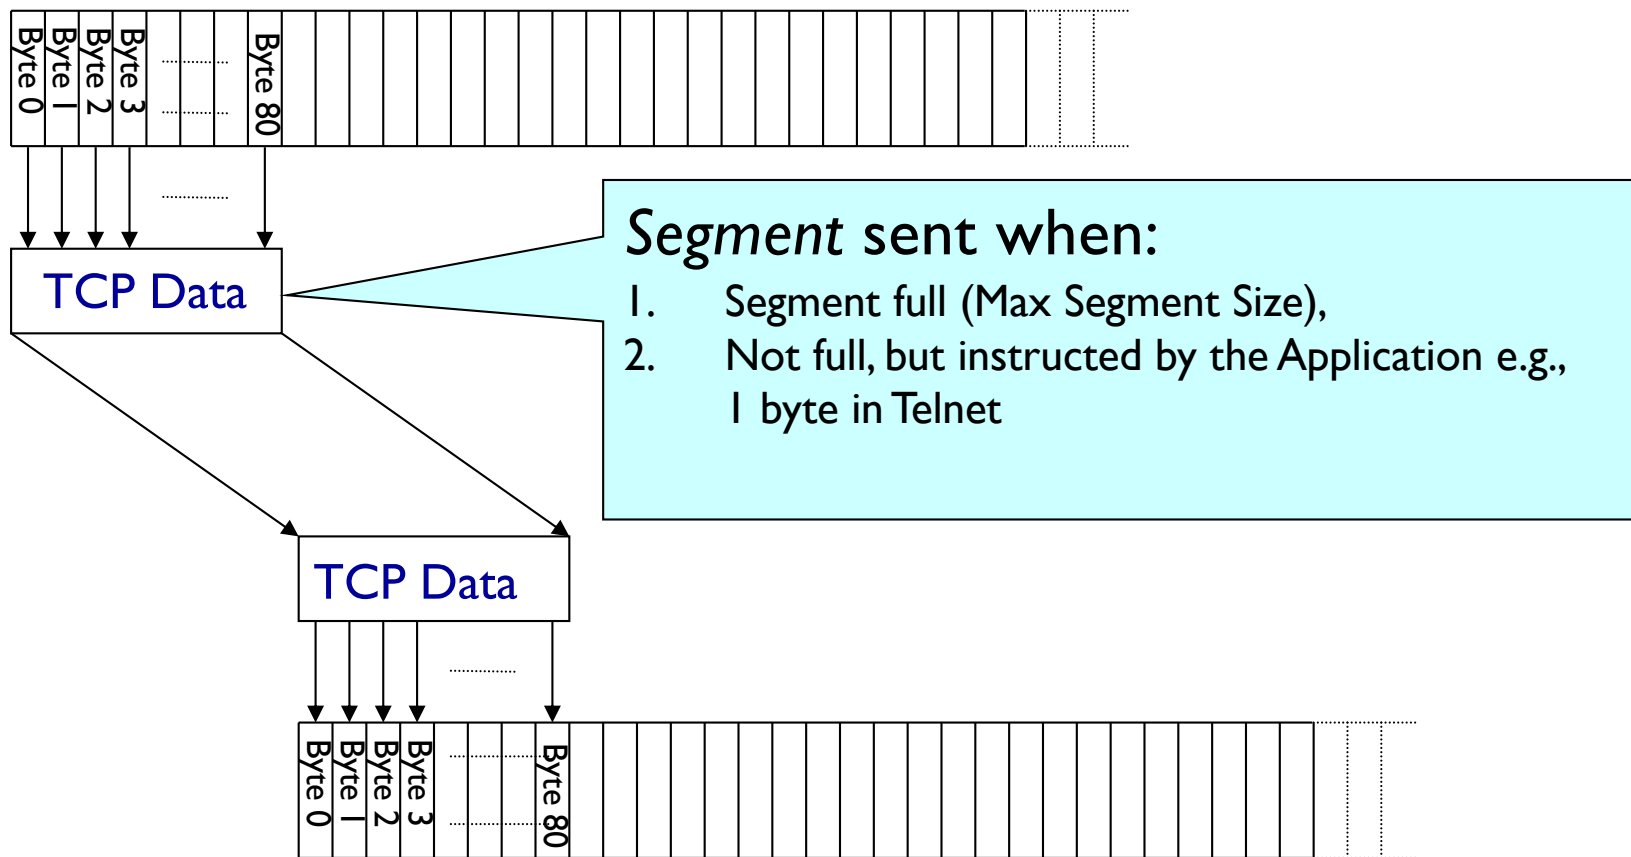 Byte 0
Byte 1
Byte 2
Byte 3
Byte 80
TCP Data
Segment sent when:
1. Segment full (Max Segment Size),
2. Not full, but instructed by the Application e.g.,
1 byte in Telnet
TCP Data
Byte 0
Byte 1
Byte 2
Byte 3
Byte 80